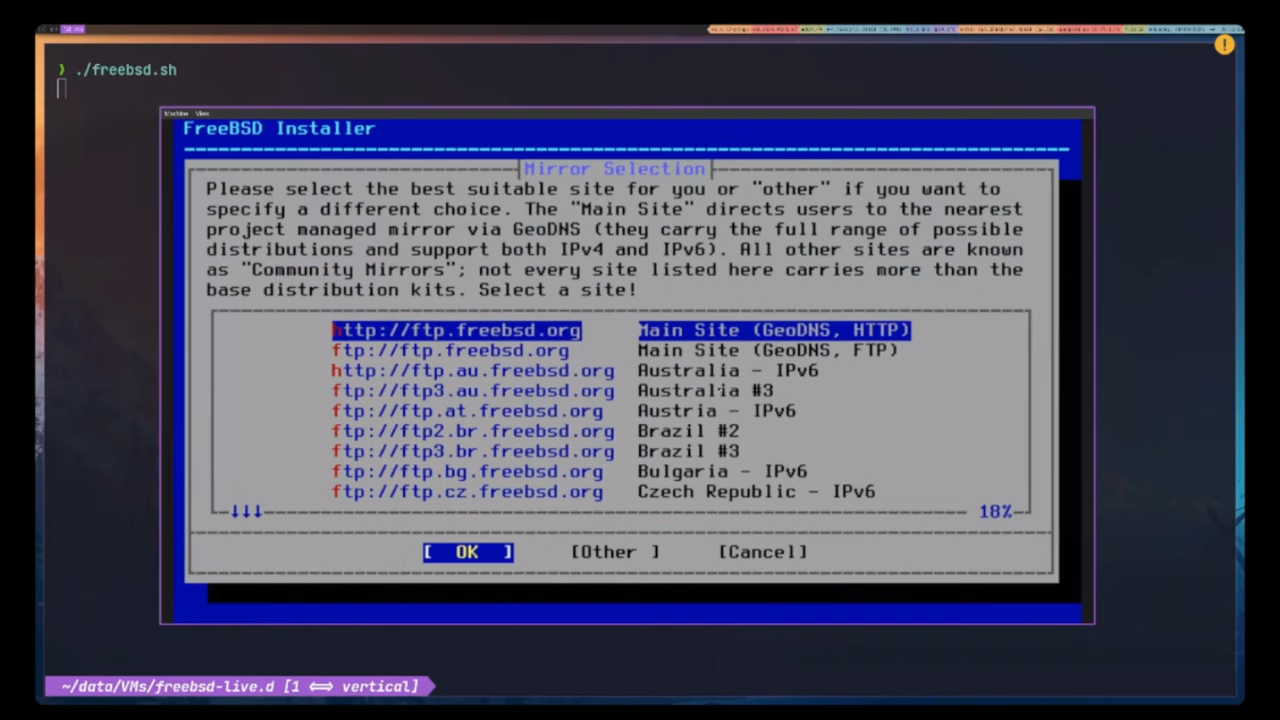 ❯ ./freebsd.sh
Machine View
FreeBSD Installer
Mirror Selection
Please select the best suitable site for you or "other" if you want to
specify a different choice. The "Main Site" directs users to the nearest
project managed mirror via GeoDNS (they carry the full range of possible
distributions and support both IPv4 and IPv6). All other sites are known
as "Community Mirrors"; not every site listed here carries more than the
base distribution kits. Select a site!
http://ftp.freebsd.org Main Site (GeoDNS, HTTP)
ftp://ftp.freebsd.org Main Site (GeoDNS, FTP)
http://ftp.au.freebsd.org Australia - IPv6
ftp://ftp3.au.freebsd.org Australia #3
ftp://ftp.at.freebsd.org Austria - IPv6
ftp://ftp2.br.freebsd.org Brazil #2
ftp://ftp3.br.freebsd.org Brazil #3
ftp://ftp.bg.freebsd.org Bulgaria - IPv6
ftp://ftp.cz.freebsd.org Czech Republic - IPv6
↓↓↓ 18%
[ OK ] [Other ] [Cancel]
~/data/VMs/freebsd-live.d [1 ⟺ vertical]